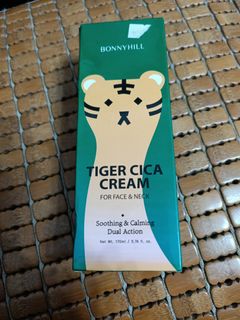 BONNYHILL
TIGER CICA
CREAM
FOR FACE & NECK
Soothing & Calming
Dual Action